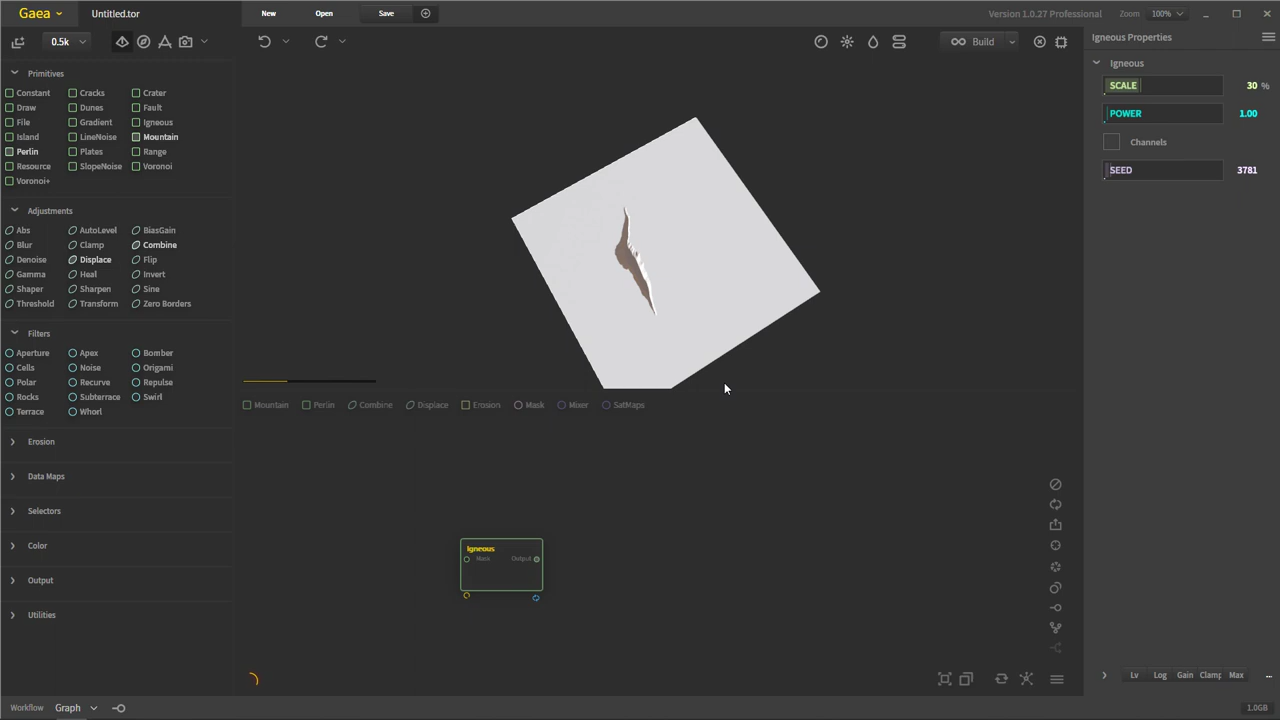 Gaea
Untitled.tor
New
Open
Save
Version 1.0.27 Professional
Zoom
100%
0.5k
Build
Igneous Properties
Primitives
Constant
Cracks
Crater
Draw
Dunes
Fault
File
Gradient
Igneous
Island
LineNoise
Mountain
Perlin
Plates
Range
Resource
SlopeNoise
Voronoi
Voronoi+
Adjustments
Abs
AutoLevel
BiasGain
Blur
Clamp
Combine
Denoise
Displace
Flip
Gamma
Heal
Invert
Shaper
Sharpen
Sine
Threshold
Transform
Zero Borders
Filters
Aperture
Apex
Bomber
Cells
Noise
Origami
Polar
Recurve
Repulse
Rocks
Subterrace
Swirl
Terrace
Whorl
Erosion
Data Maps
Selectors
Color
Output
Utilities
Mountain
Perlin
Combine
Displace
Erosion
Mask
Mixer
SatMaps
Igneous
Mask
Output
Igneous
SCALE
30 %
POWER
1.00
Channels
SEED
3781
Lv
Log
Gain
Clamp
Max
...
Workflow
Graph
1.0GB